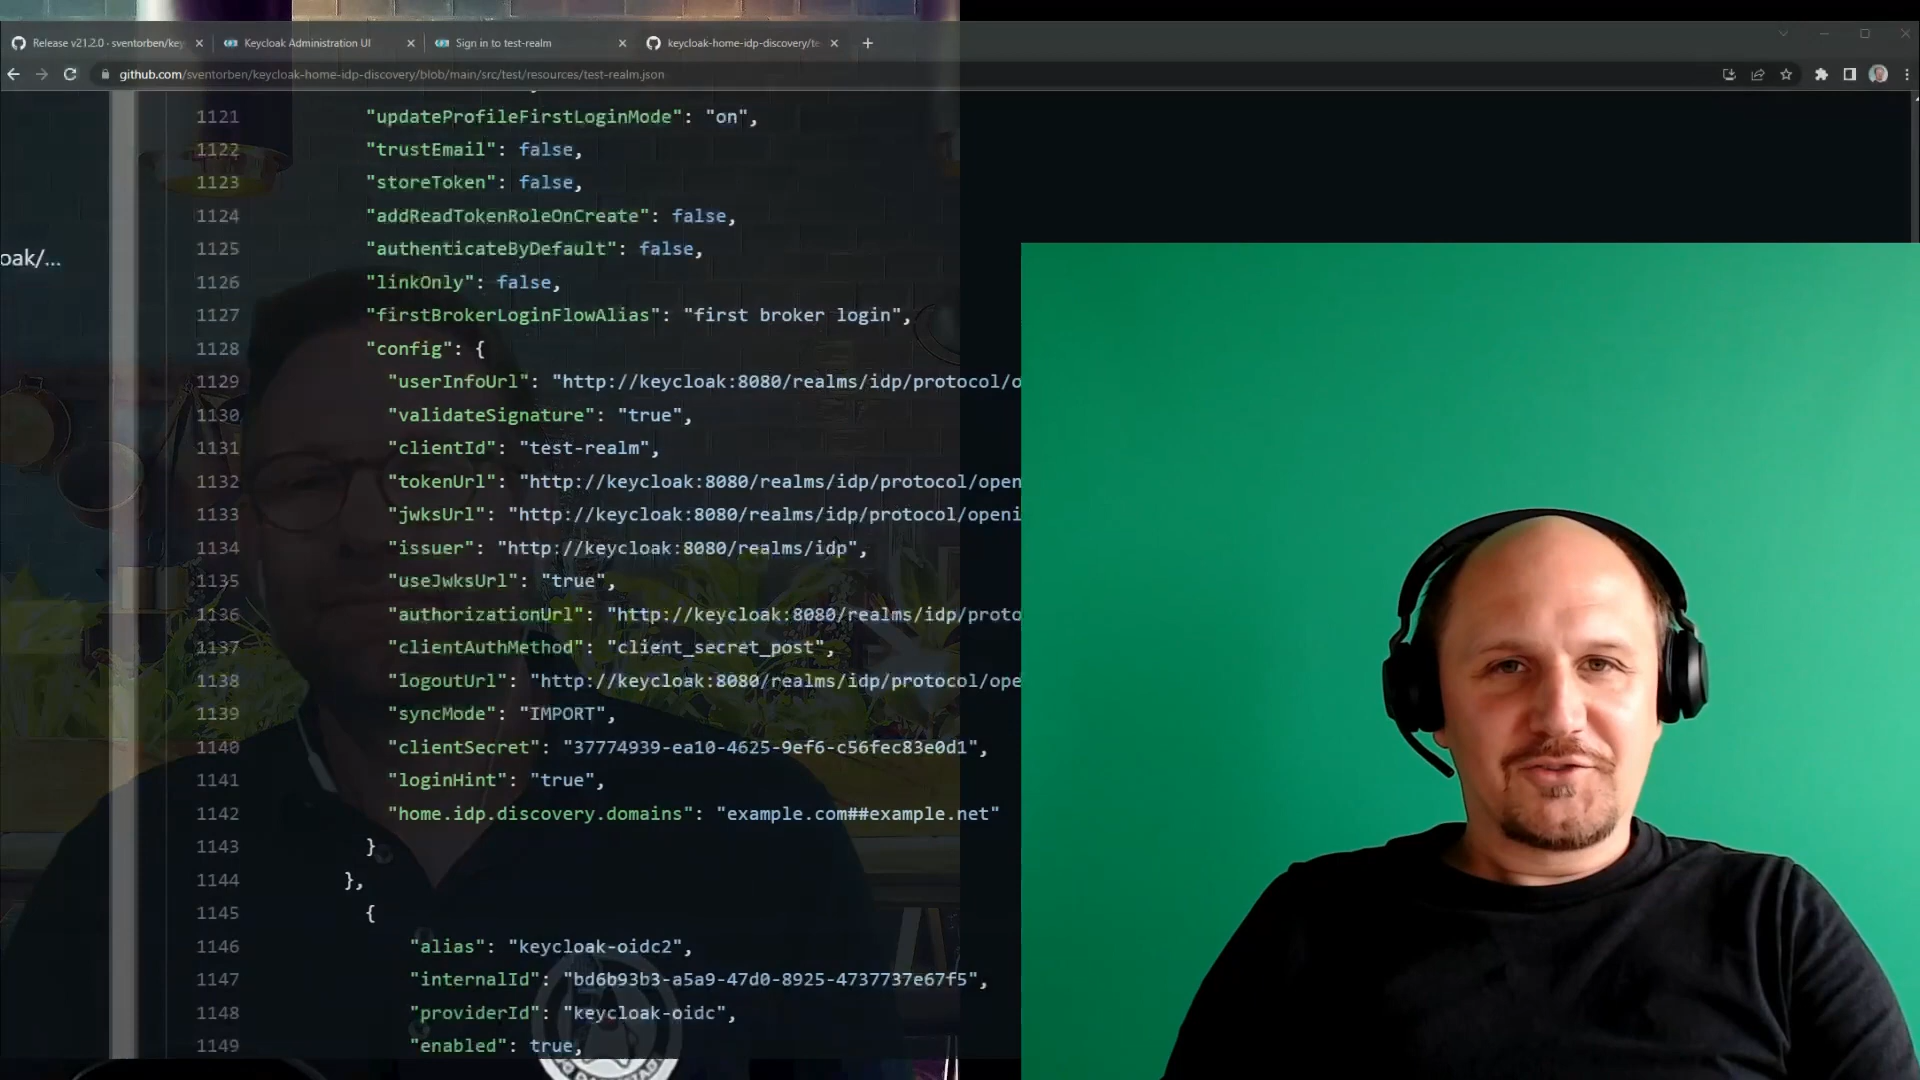 Release v21.2.0 · sventorben/key
Keycloak Administration UI
Sign in to test-realm
keycloak-home-idp-discovery/te
github.com/sventorben/keycloak-home-idp-discovery/blob/main/src/test/resources/test-realm.json
oak/...
1121 "updateProfileFirstLoginMode": "on",
1122 "trustEmail": false,
1123 "storeToken": false,
1124 "addReadTokenRoleOnCreate": false,
1125 "authenticateByDefault": false,
1126 "linkOnly": false,
1127 "firstBrokerLoginFlowAlias": "first broker login",
1128 "config": {
1129 "userInfoUrl": "http://keycloak:8080/realms/idp/protocol/o
1130 "validateSignature": "true",
1131 "clientId": "test-realm",
1132 "tokenUrl": "http://keycloak:8080/realms/idp/protocol/open
1133 "jwksUrl": "http://keycloak:8080/realms/idp/protocol/openi
1134 "issuer": "http://keycloak:8080/realms/idp",
1135 "useJwksUrl": "true",
1136 "authorizationUrl": "http://keycloak:8080/realms/idp/proto
1137 "clientAuthMethod": "client_secret_post",
1138 "logoutUrl": "http://keycloak:8080/realms/idp/protocol/ope
1139 "syncMode": "IMPORT",
1140 "clientSecret": "37774939-ea10-4625-9ef6-c56fec83e0d1",
1141 "loginHint": "true",
1142 "home.idp.discovery.domains": "example.com##example.net"
1143 }
1144 },
1145 {
1146 "alias": "keycloak-oidc2",
1147 "internalId": "bd6b93b3-a5a9-47d0-8925-4737737e67f5",
1148 "providerId": "keycloak-oidc",
1149 "enabled": true,